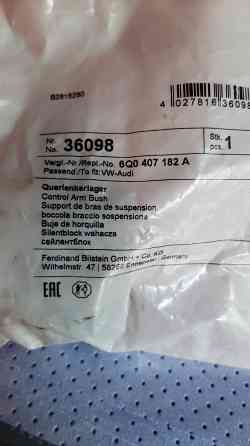 B2818280
4 027816 36098
Nr.
No. 36098
Stk.
pcs. 1
Vergl.-Nr./Repl.-No. 6Q0 407 182 A
Passend./To fit: VW-Audi
Querlenkerlager
Control Arm Bush
Support de bras de suspension
boccola braccio sospensione
Buje de horquilla
Silentblock wahacza
сайлентблок
Ferdinand Bilstein GmbH + Co. KG
Wilhelmstr. 47 | 58256 Ennepetal | Germany
EAC